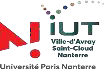 N! IUT
Ville-d'Avray
Saint-Cloud
Nanterre
Université Paris Nanterre